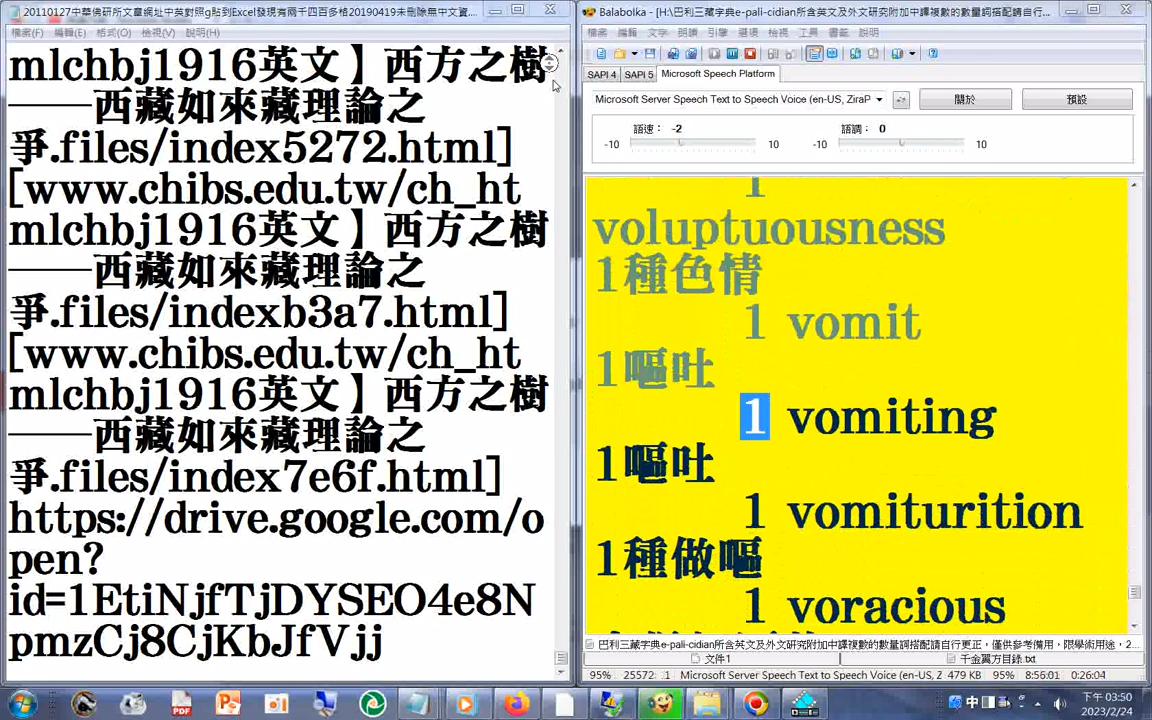 20110127中華佛研所文章網址中英對照g貼到Excel發現有兩千四百多格20190419未刪除無中文資...
檔案(F) 編輯(E) 格式(O) 檢視(V) 說明(H)
mlchbj1916英文】西方之樹
——西藏如來藏理論之
爭.files/index5272.html]
[www.chibs.edu.tw/ch_ht
mlchbj1916英文】西方之樹
——西藏如來藏理論之
爭.files/indexb3a7.html]
[www.chibs.edu.tw/ch_ht
mlchbj1916英文】西方之樹
——西藏如來藏理論之
爭.files/index7e6f.html]
https://drive.google.com/o
pen?
id=1EtiNjfTjDYSEO4e8N
pmzCj8CjKbJfVjj
Balabolka - [H:\巴利三藏字典e-pali-cidian所含英文及外文研究附加中譯複數的數量詞搭配請自行...
檔案 編輯 文字 朗讀 引擎 選項 檢視 工具 書籤 說明
SAPI 4 SAPI 5 Microsoft Speech Platform
Microsoft Server Speech Text to Speech Voice (en-US, ZiraP
關於 預設
語速： -2 語調： 0
-10 10 -10 10
1
voluptuousness
1種色情
1 vomit
1嘔吐
1 vomiting
1嘔吐
1 vomiturition
1種做嘔
1 voracious
巴利三藏字典e-pali-cidian所含英文及外文研究附加中譯複數的數量詞搭配請自行更正，僅供參考備用，限學術用途，2...
文件1 千金翼方目錄.txt
95% 25572: :1 Microsoft Server Speech Text to Speech Voice (en-US, Z 479 KB 95% 8:56:01 0:26:04
下午 03:50
2023/2/24